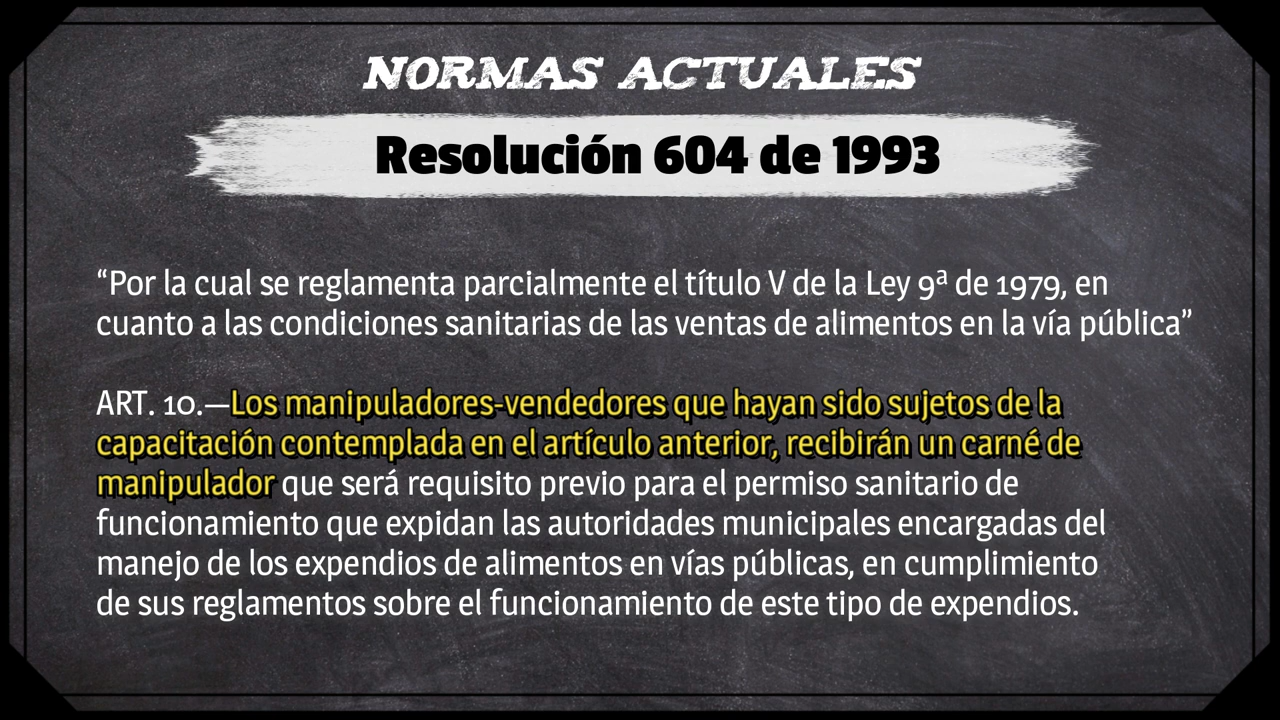 NORMAS ACTUALES
Resolución 604 de 1993
“Por la cual se reglamenta parcialmente el título V de la Ley 9ª de 1979, en
cuanto a las condiciones sanitarias de las ventas de alimentos en la vía pública”
ART. 10.—Los manipuladores-vendedores que hayan sido sujetos de la
capacitación contemplada en el artículo anterior, recibirán un carné de
manipulador que será requisito previo para el permiso sanitario de
funcionamiento que expidan las autoridades municipales encargadas del
manejo de los expendios de alimentos en vías públicas, en cumplimiento
de sus reglamentos sobre el funcionamiento de este tipo de expendios.